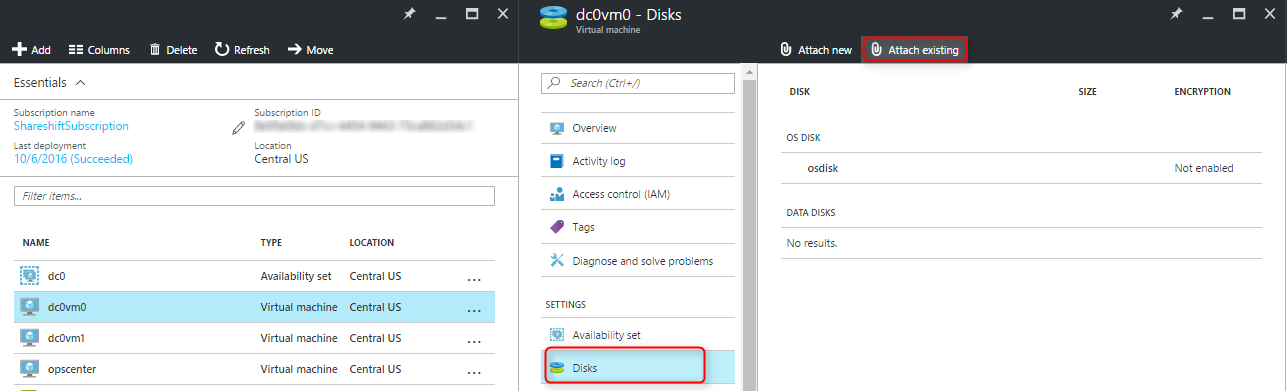 Add Columns Delete Refresh Move
Essentials
Subscription name Subscription ID
ShareshiftSubscription
Last deployment Location
10/6/2016 (Succeeded) Central US
Filter items...
NAME TYPE LOCATION
dc0 Availability set Central US ...
dc0vm0 Virtual machine Central US ...
dc0vm1 Virtual machine Central US ...
opscenter Virtual machine Central US ...
dc0vm0 - Disks
Virtual machine
Search (Ctrl+/)
Overview
Activity log
Access control (IAM)
Tags
Diagnose and solve problems
SETTINGS
Availability set
Disks
Attach new Attach existing
DISK SIZE ENCRYPTION
OS DISK
osdisk Not enabled
DATA DISKS
No results.